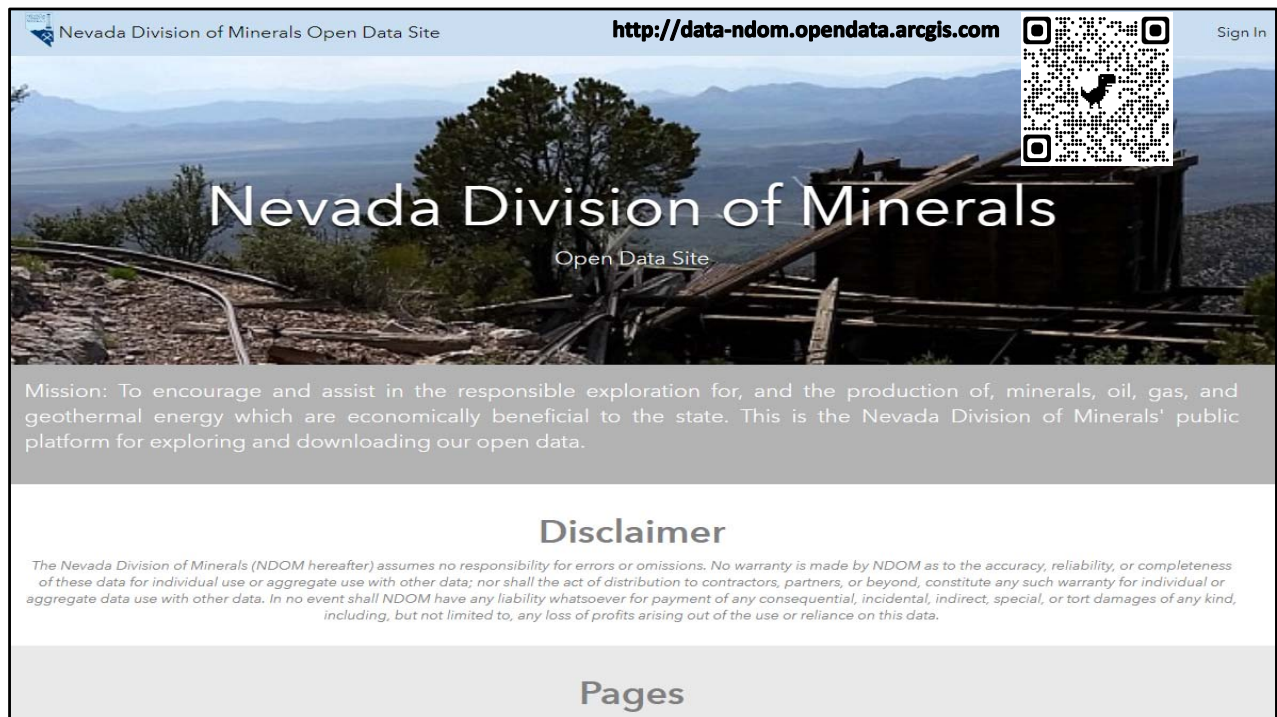 Nevada Division of Minerals Open Data Site
http://data-ndom.opendata.arcgis.com
Sign In
Nevada Division of Minerals
Open Data Site
Mission: To encourage and assist in the responsible exploration for, and the production of, minerals, oil, gas, and
geothermal energy which are economically beneficial to the state. This is the Nevada Division of Minerals' public
platform for exploring and downloading our open data.
Disclaimer
The Nevada Division of Minerals (NDOM hereafter) assumes no responsibility for errors or omissions. No warranty is made by NDOM as to the accuracy, reliability, or completeness
of these data for individual use or aggregate use with other data; nor shall the act of distribution to contractors, partners, or beyond, constitute any such warranty for individual or
aggregate data use with other data. In no event shall NDOM have any liability whatsoever for payment of any consequential, incidental, indirect, special, or tort damages of any kind,
including, but not limited to, any loss of profits arising out of the use or reliance on this data.
Pages